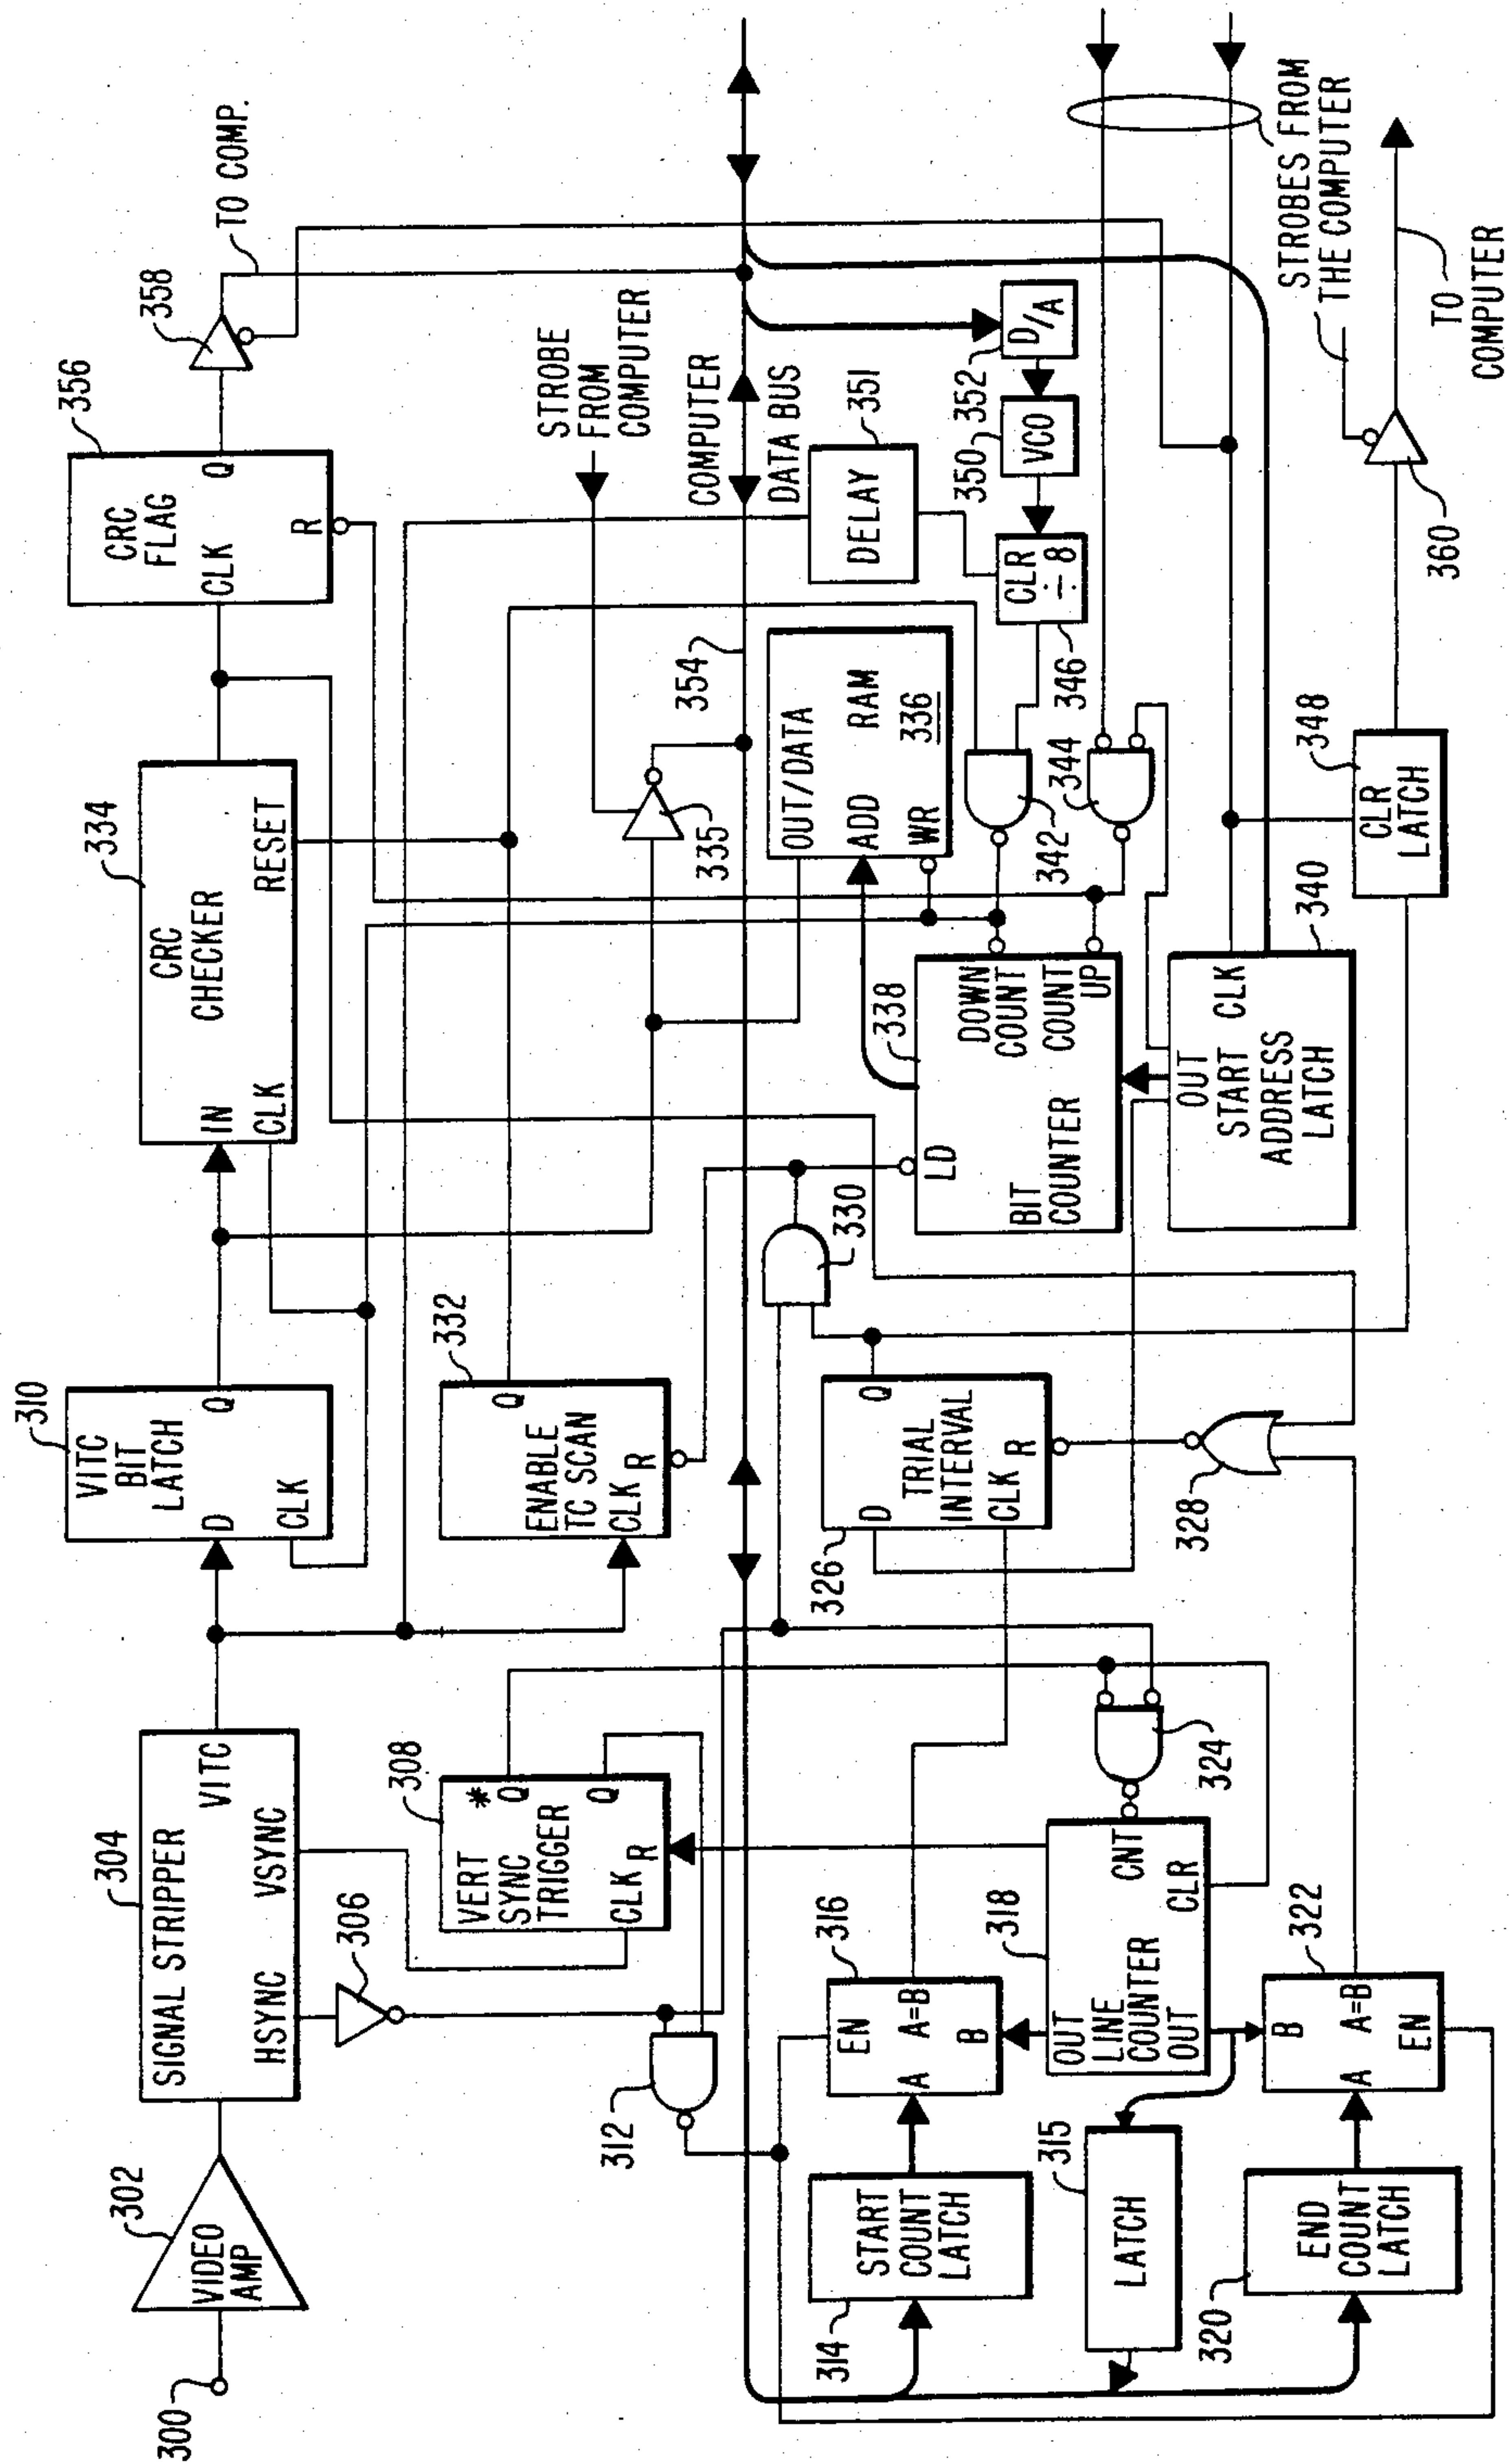 300
302
VIDEO
AMP
304
SIGNAL STRIPPER
HSYNC
VSYNC
VITC
306
308
VERT
SYNC
TRIGGER
*
Q
Q
CLK
R
310
VITC
BIT
LATCH
D
Q
CLK
312
314
START
COUNT
LATCH
315
LATCH
316
EN
A
A=B
B
318
OUT
LINE
COUNTER
OUT
CNT
CLR
320
END
COUNT
LATCH
322
B
A
A=B
EN
324
326
D
Q
TRIAL
INTERVAL
CLK
R
328
330
332
Q
ENABLE
TC SCAN
CLK
R
334
CRC
CHECKER
IN
CLK
RESET
335
OUT/DATA
ADD
RAM
336
WR
338
LD
BIT
COUNTER
DOWN
COUNT
COUNT
UP
340
OUT
START
ADDRESS
LATCH
CLK
342
344
346
CLR
÷ 8
348
CLR
LATCH
350
VCO
351
DELAY
352
D/A
354
COMPUTER
DATA BUS
STROBE
FROM
COMPUTER
356
CRC
FLAG
CLK
Q
R
358
TO COMP.
360
STROBES FROM
THE COMPUTER
TO
COMPUTER